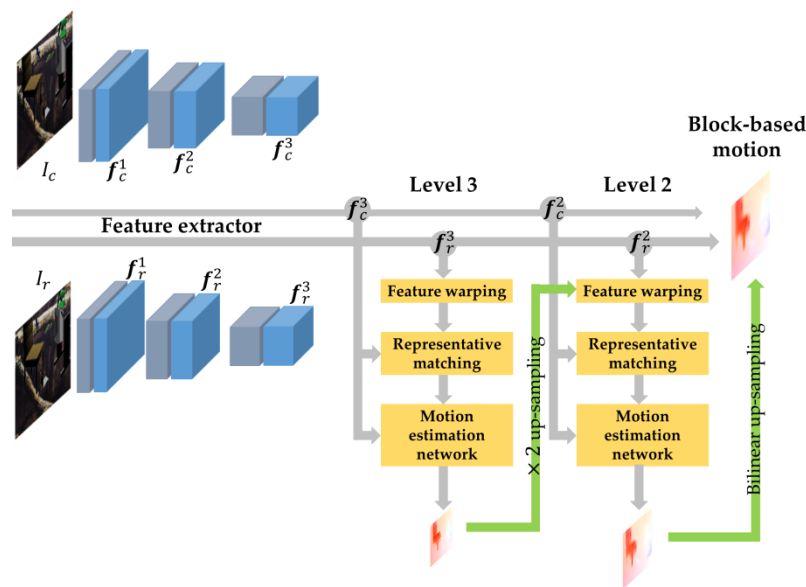 I_c
f_c^1
f_c^2
f_c^3
Block-based
motion
Level 3
Level 2
f_c^3
f_c^2
Feature extractor
f_r^3
f_r^2
I_r
f_r^1
f_r^2
f_r^3
Feature warping
Feature warping
Representative
matching
Representative
matching
Motion
estimation
network
Motion
estimation
network
× 2 up-sampling
Bilinear up-sampling